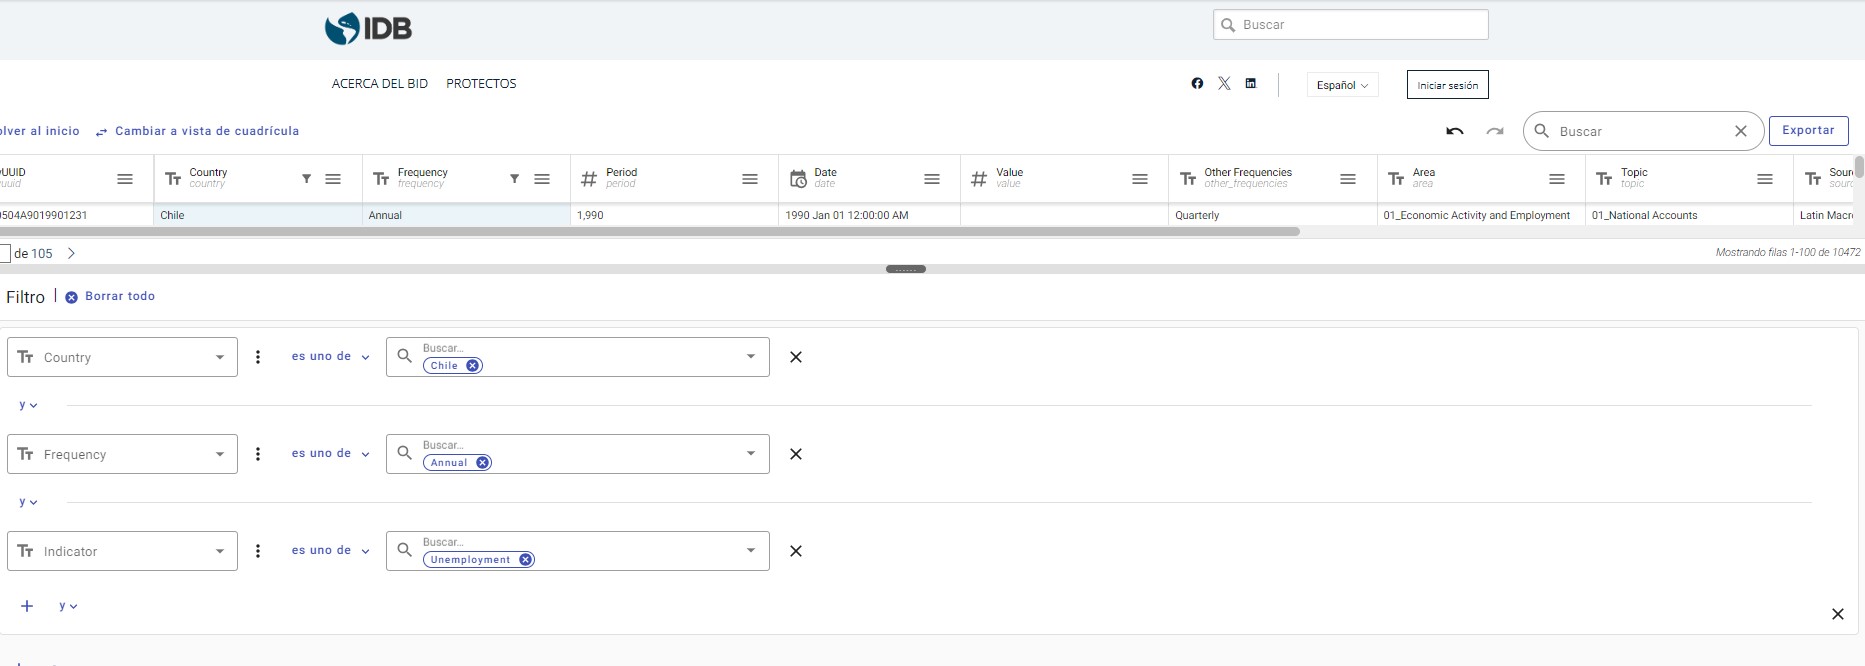 IDB
Buscar
ACERCA DEL BID PROTECTOS
Español
Iniciar sesión
olver al inicio Cambiar a vista de cuadrícula
Buscar
Exportar
UUID Country Frequency Period Date Value Other Frequencies Area Topic Sour
uuid country frequency period date value other_frequencies area topic sourc
0504A9019901231 Chile Annual 1,990 1990 Jan 01 12:00:00 AM Quarterly 01_Economic Activity and Employment 01_National Accounts Latin Macr
de 105
Mostrando filas 1-100 de 10472
Filtro Borrar todo
Country es uno de Buscar...
Chile
y
Frequency es uno de Buscar...
Annual
y
Indicator es uno de Buscar...
Unemployment
y